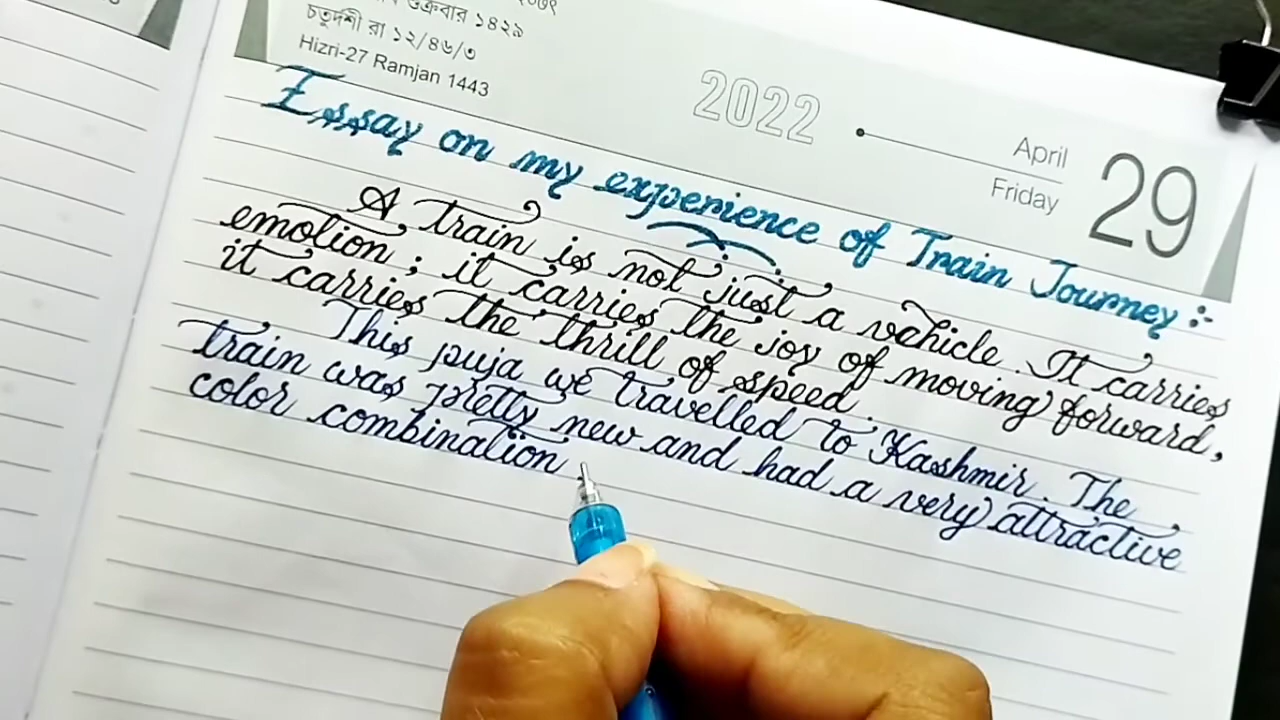 শুক্রবার ১৪২৯
চতুর্দশী রা ১২/৪৬/৩
Hizri-27 Ramjan 1443
2022
April
Friday
29
Essay on my experience of Train Journey :-
A train is not just a vehicle. It carries
emotion ; it carries the joy of moving forward,
it carries the thrill of speed.
This puja we travelled to Kashmir. The
train was pretty new and had a very attractive
color combination